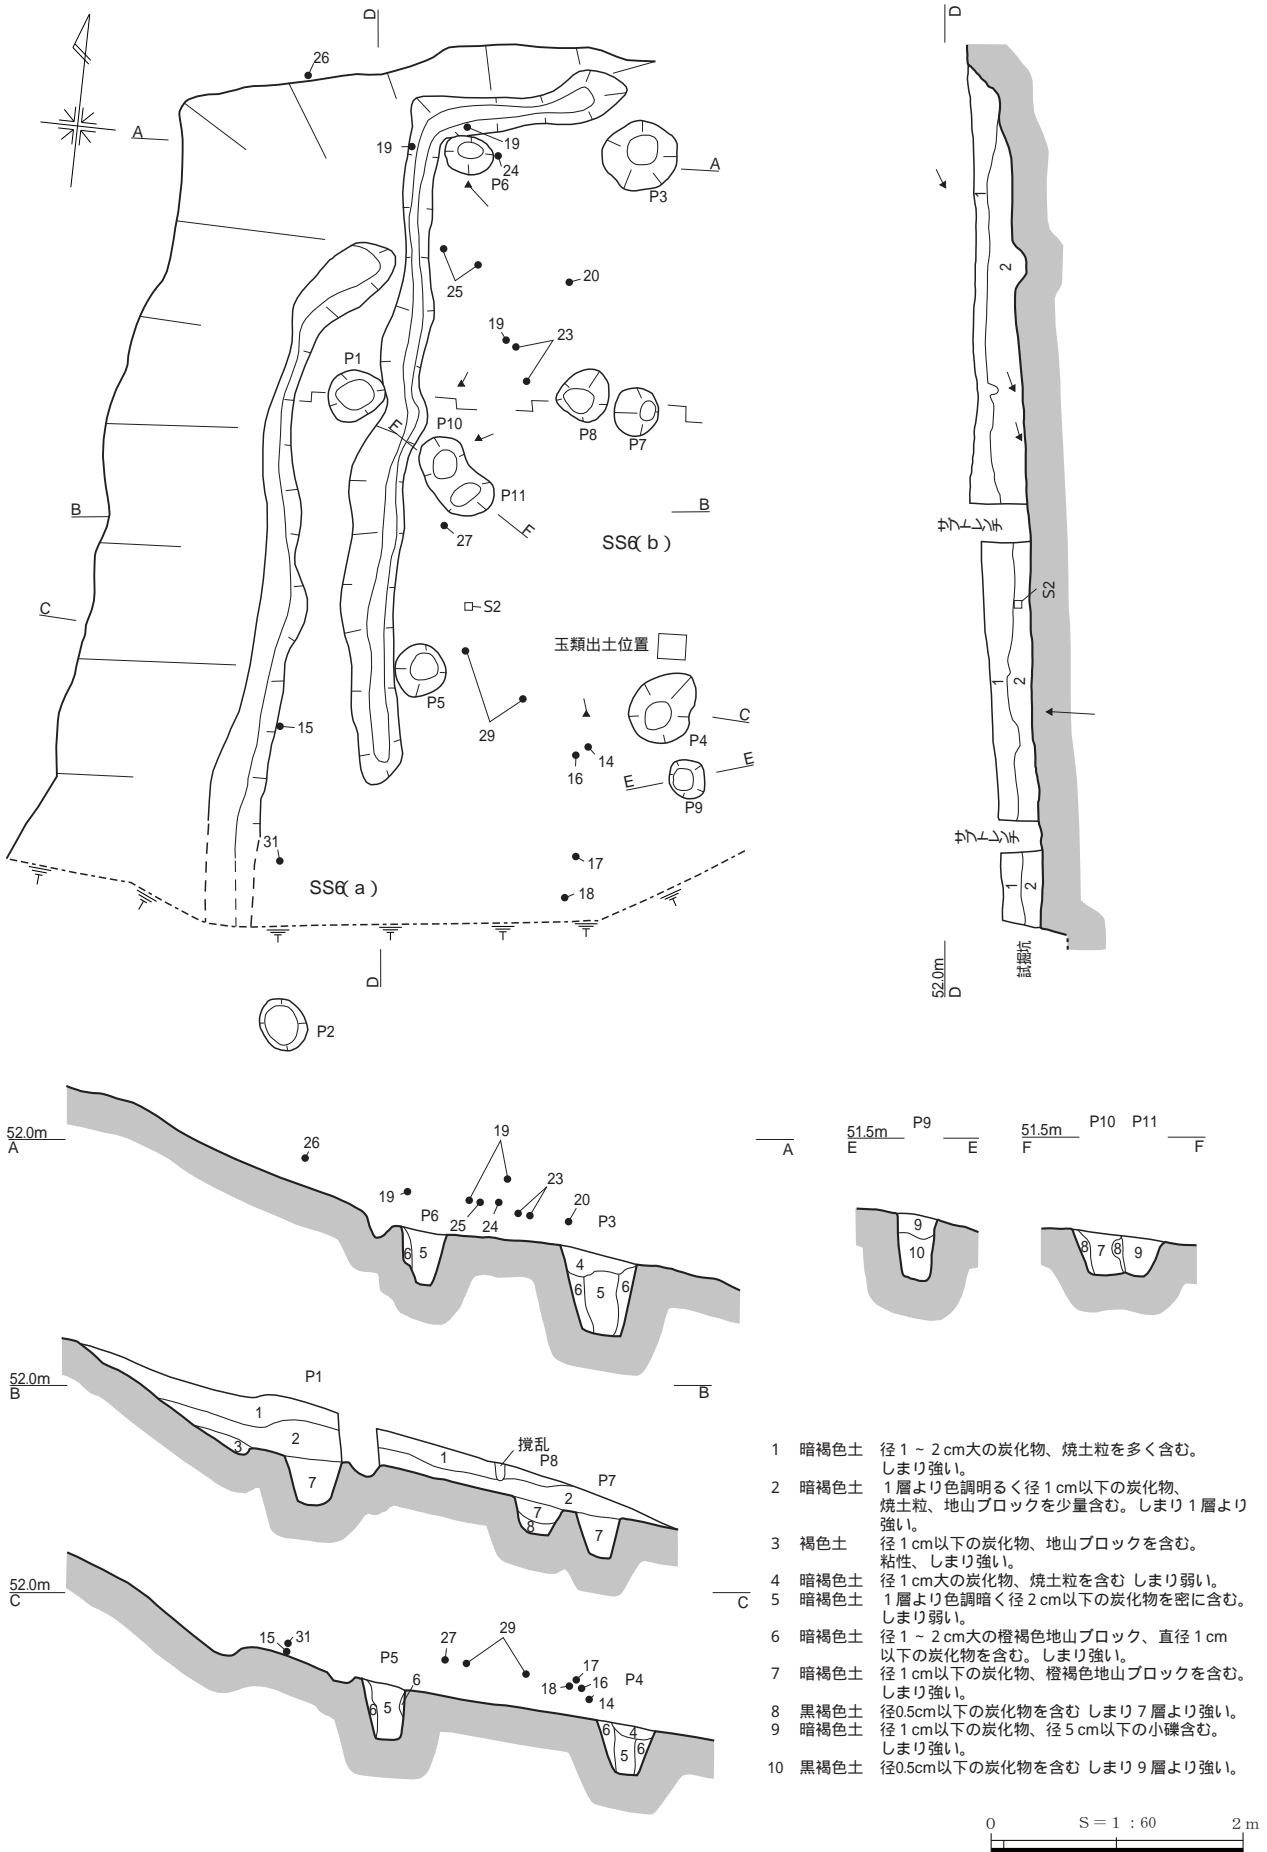 D
D
26
A
19
19
24
P6
A
P3
1
2
25
20
19
23
P1
P8
P7
P10
F
P11
F
B
B
27
SS6(b)
サブトレンチ
C
S2
S2
玉類出土位置
P5
1
2
C
P4
15
29
14
16
E
E
P9
サブトレンチ
31
17
SS6(a)
18
1
2
D
試掘坑
52.0m
D
P2
52.0m
A
26
19
19
23
P6
25
24
20
P3
A
6
5
4
6
5
6
51.5m
E
P9
E
9
10
51.5m
F
P10
P11
F
8
7
8
9
52.0m
B
P1
B
1
2
3
7
1
撹乱
P8
2
P7
7
8
7
52.0m
C
C
15
31
P5
27
29
17
18
16
14
P4
6
5
6
6
4
5
6
1 暗褐色土 径1~2cm大の炭化物、焼土粒を多く含む。
しまり強い。
2 暗褐色土 1層より色調明るく径1cm以下の炭化物、
焼土粒、地山ブロックを少量含む。しまり1層より
強い。
3 褐色土 径1cm以下の炭化物、地山ブロックを含む。
粘性、しまり強い。
4 暗褐色土 径1cm大の炭化物、焼土粒を含む しまり弱い。
5 暗褐色土 1層より色調暗く径2cm以下の炭化物を密に含む。
しまり弱い。
6 暗褐色土 径1~2cm大の橙褐色地山ブロック、直径1cm
以下の炭化物を含む。しまり強い。
7 暗褐色土 径1cm以下の炭化物、橙褐色地山ブロックを含む。
しまり強い。
8 黒褐色土 径0.5cm以下の炭化物を含む しまり7層より強い。
9 暗褐色土 径1cm以下の炭化物、径5cm以下の小礫含む。
しまり強い。
10 黒褐色土 径0.5cm以下の炭化物を含む しまり9層より強い。
0 S=1:60 2m